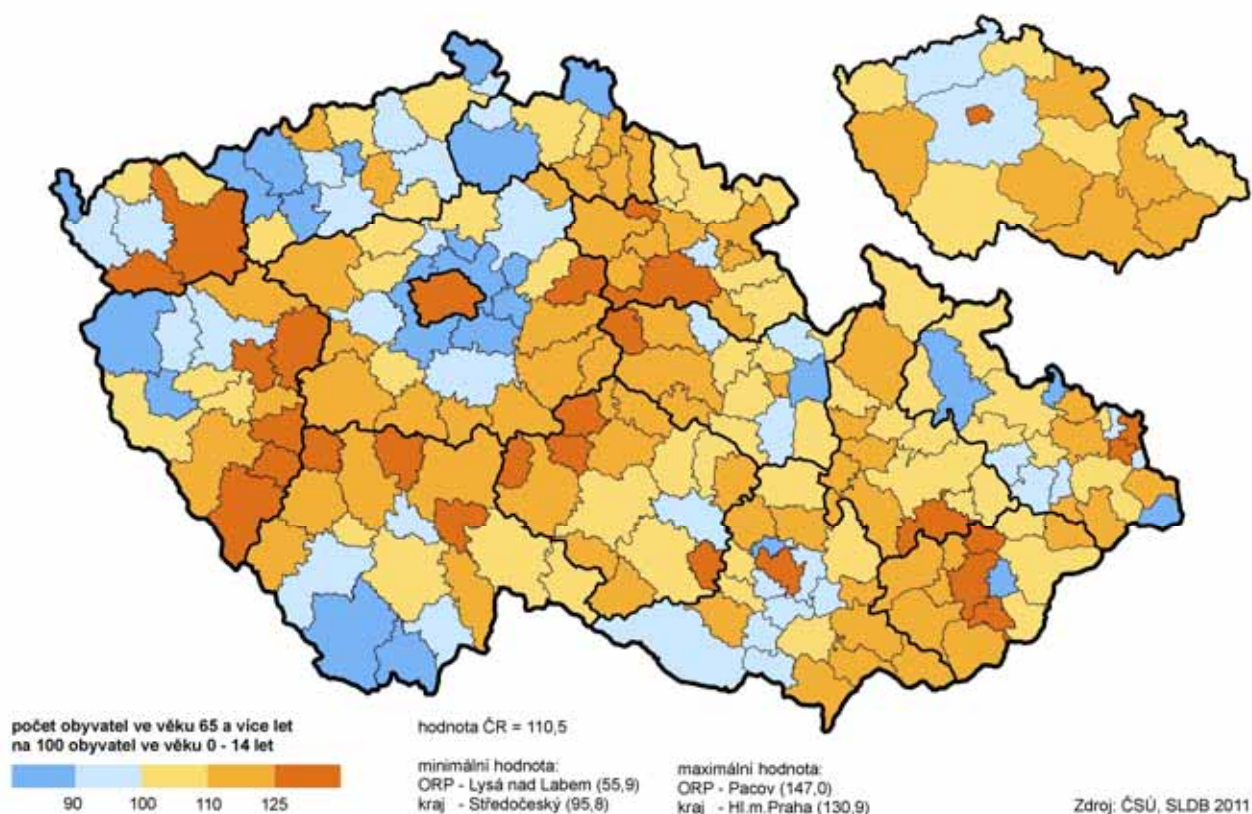 počet obyvatel ve věku 65 a více let
na 100 obyvatel ve věku 0 - 14 let
90 100 110 125
hodnota ČR = 110,5
minimální hodnota:
ORP - Lysá nad Labem (55,9)
kraj - Středočeský (95,8)
maximální hodnota:
ORP - Pacov (147,0)
kraj - Hl.m.Praha (130,9)
Zdroj: ČSÚ, SLDB 2011